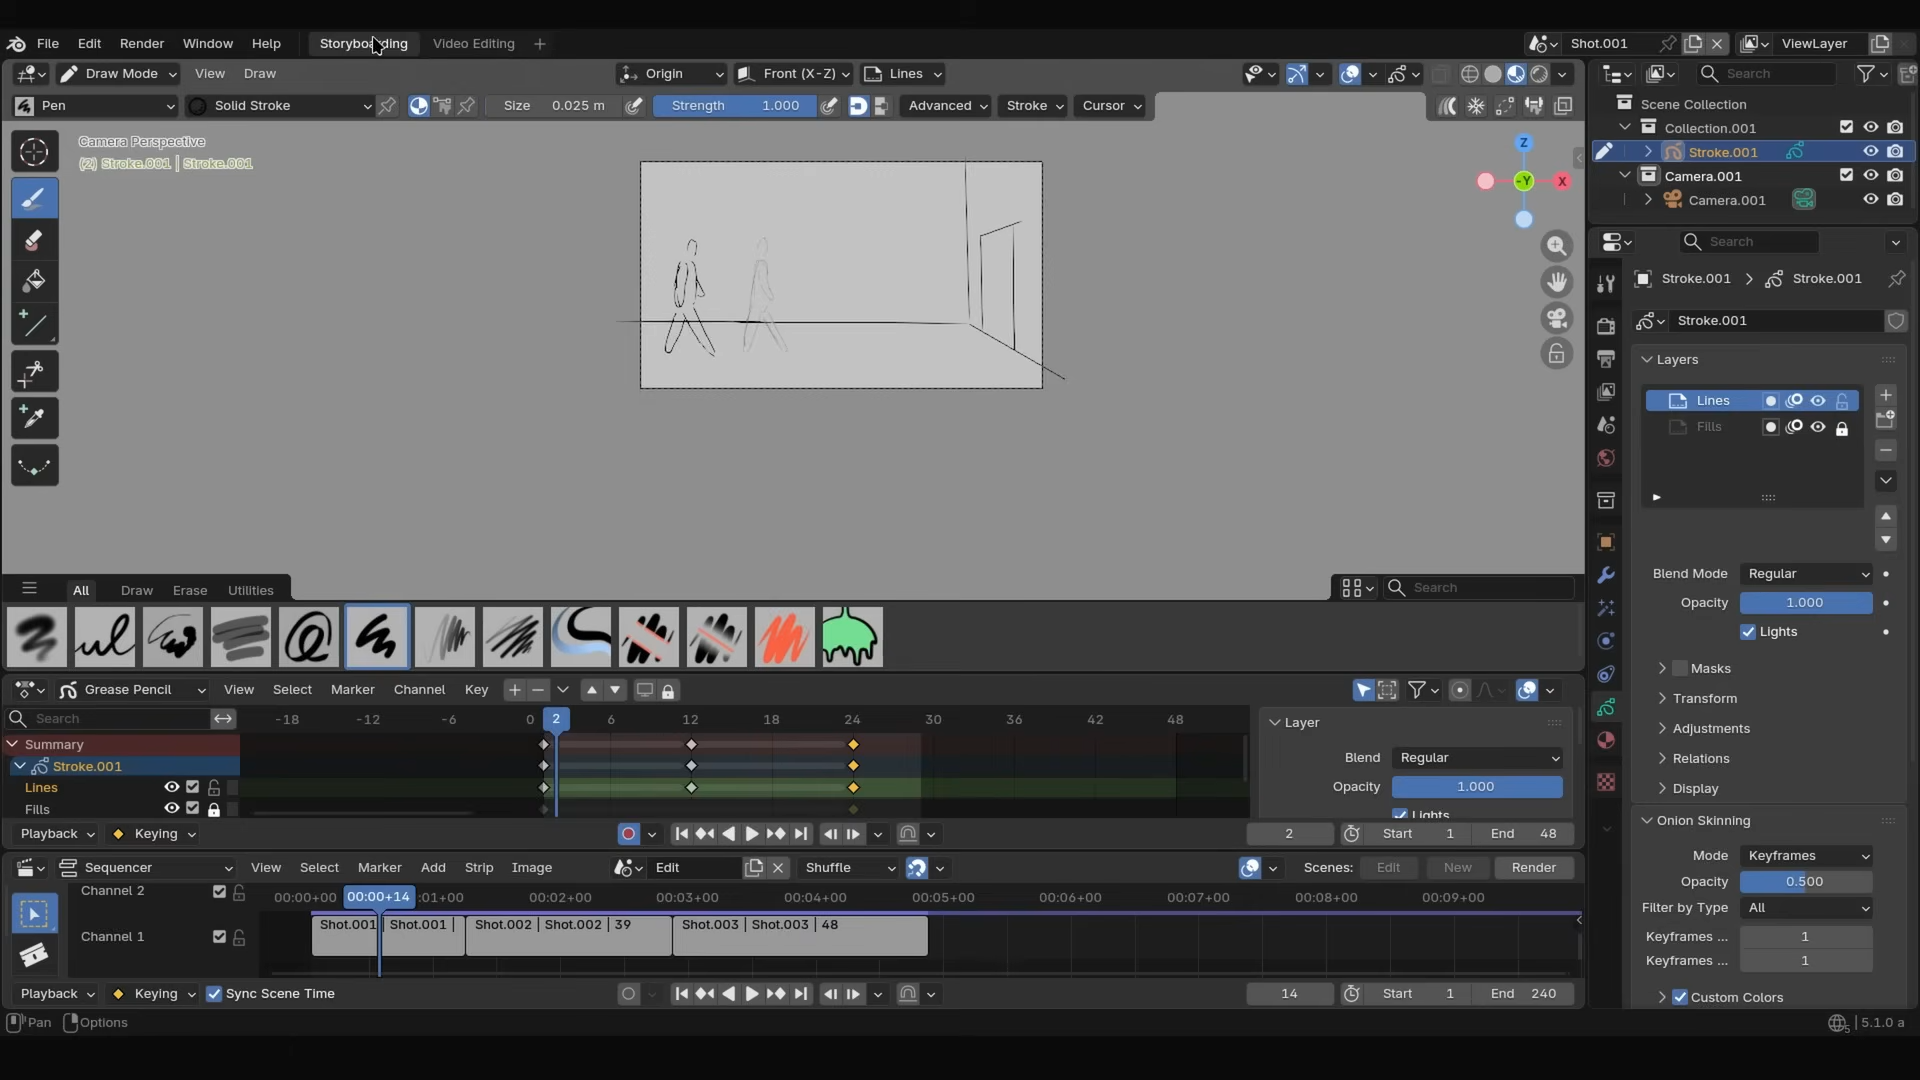 File Edit Render Window Help Storyboarding Video Editing Shot.001 ViewLayer
Draw Mode View Draw Origin Front (X-Z) Lines Search
Pen Solid Stroke Size 0.025 m Strength 1.000 Advanced Stroke Cursor
Scene Collection
Collection.001
Stroke.001
Camera.001
Camera.001
Camera Perspective
(2) Stroke.001 | Stroke.001
Z
-Y X
Search
Stroke.001 > Stroke.001
Stroke.001
Layers
Lines
Fills
Blend Mode Regular
Opacity 1.000
Lights
Masks
Transform
Adjustments
Relations
Display
Onion Skinning
Mode Keyframes
Opacity 0.500
Filter by Type All
Keyframes ... 1
Keyframes ... 1
Custom Colors
All Draw Erase Utilities Search
Grease Pencil View Select Marker Channel Key
Search -18 -12 -6 0 2 6 12 18 24 30 36 42 48
Summary
Stroke.001
Lines
Fills
Layer
Blend Regular
Opacity 1.000
Lights
Playback Keying 2 Start 1 End 48
Sequencer View Select Marker Add Strip Image Edit Shuffle Scenes: Edit New Render
Channel 2 00:00+00 00:00+14 :01+00 00:02+00 00:03+00 00:04+00 00:05+00 00:06+00 00:07+00 00:08+00 00:09+00
Channel 1 Shot.001 | Shot.001 | Shot.002 | Shot.002 | 39 Shot.003 | Shot.003 | 48
Playback Keying Sync Scene Time 14 Start 1 End 240
Pan Options 5.1.0 a